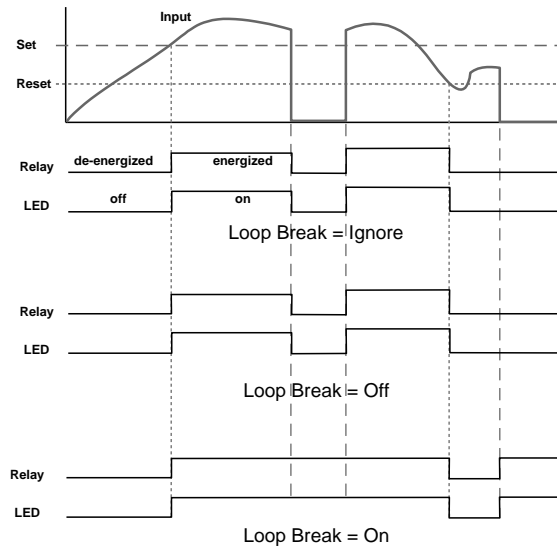 Input
Set
Reset
Relay de-energized energized
LED off on
Loop Break = Ignore
Relay
LED
Loop Break = Off
Relay
LED
Loop Break = On